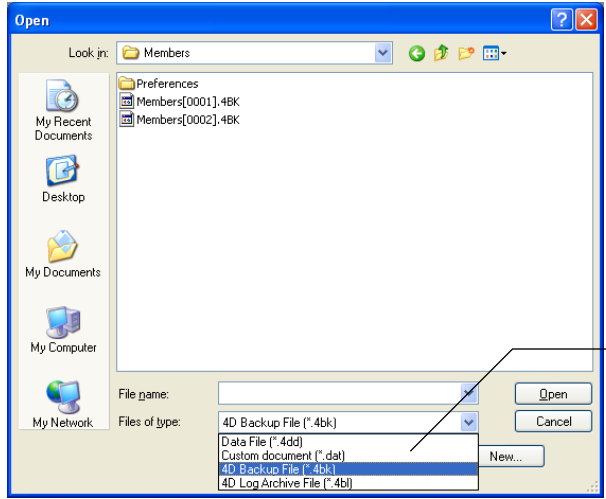 Open
Look in: Members
Preferences
Members[0001].4BK
Members[0002].4BK
My Recent
Documents
Desktop
My Documents
My Computer
My Network
File name:
Open
Files of type: 4D Backup File (*.4bk)
Cancel
Data File (*.4dd)
Custom document (*.dat)
4D Backup File (*.4bk)
4D Log Archive File (*.4bl)
New...